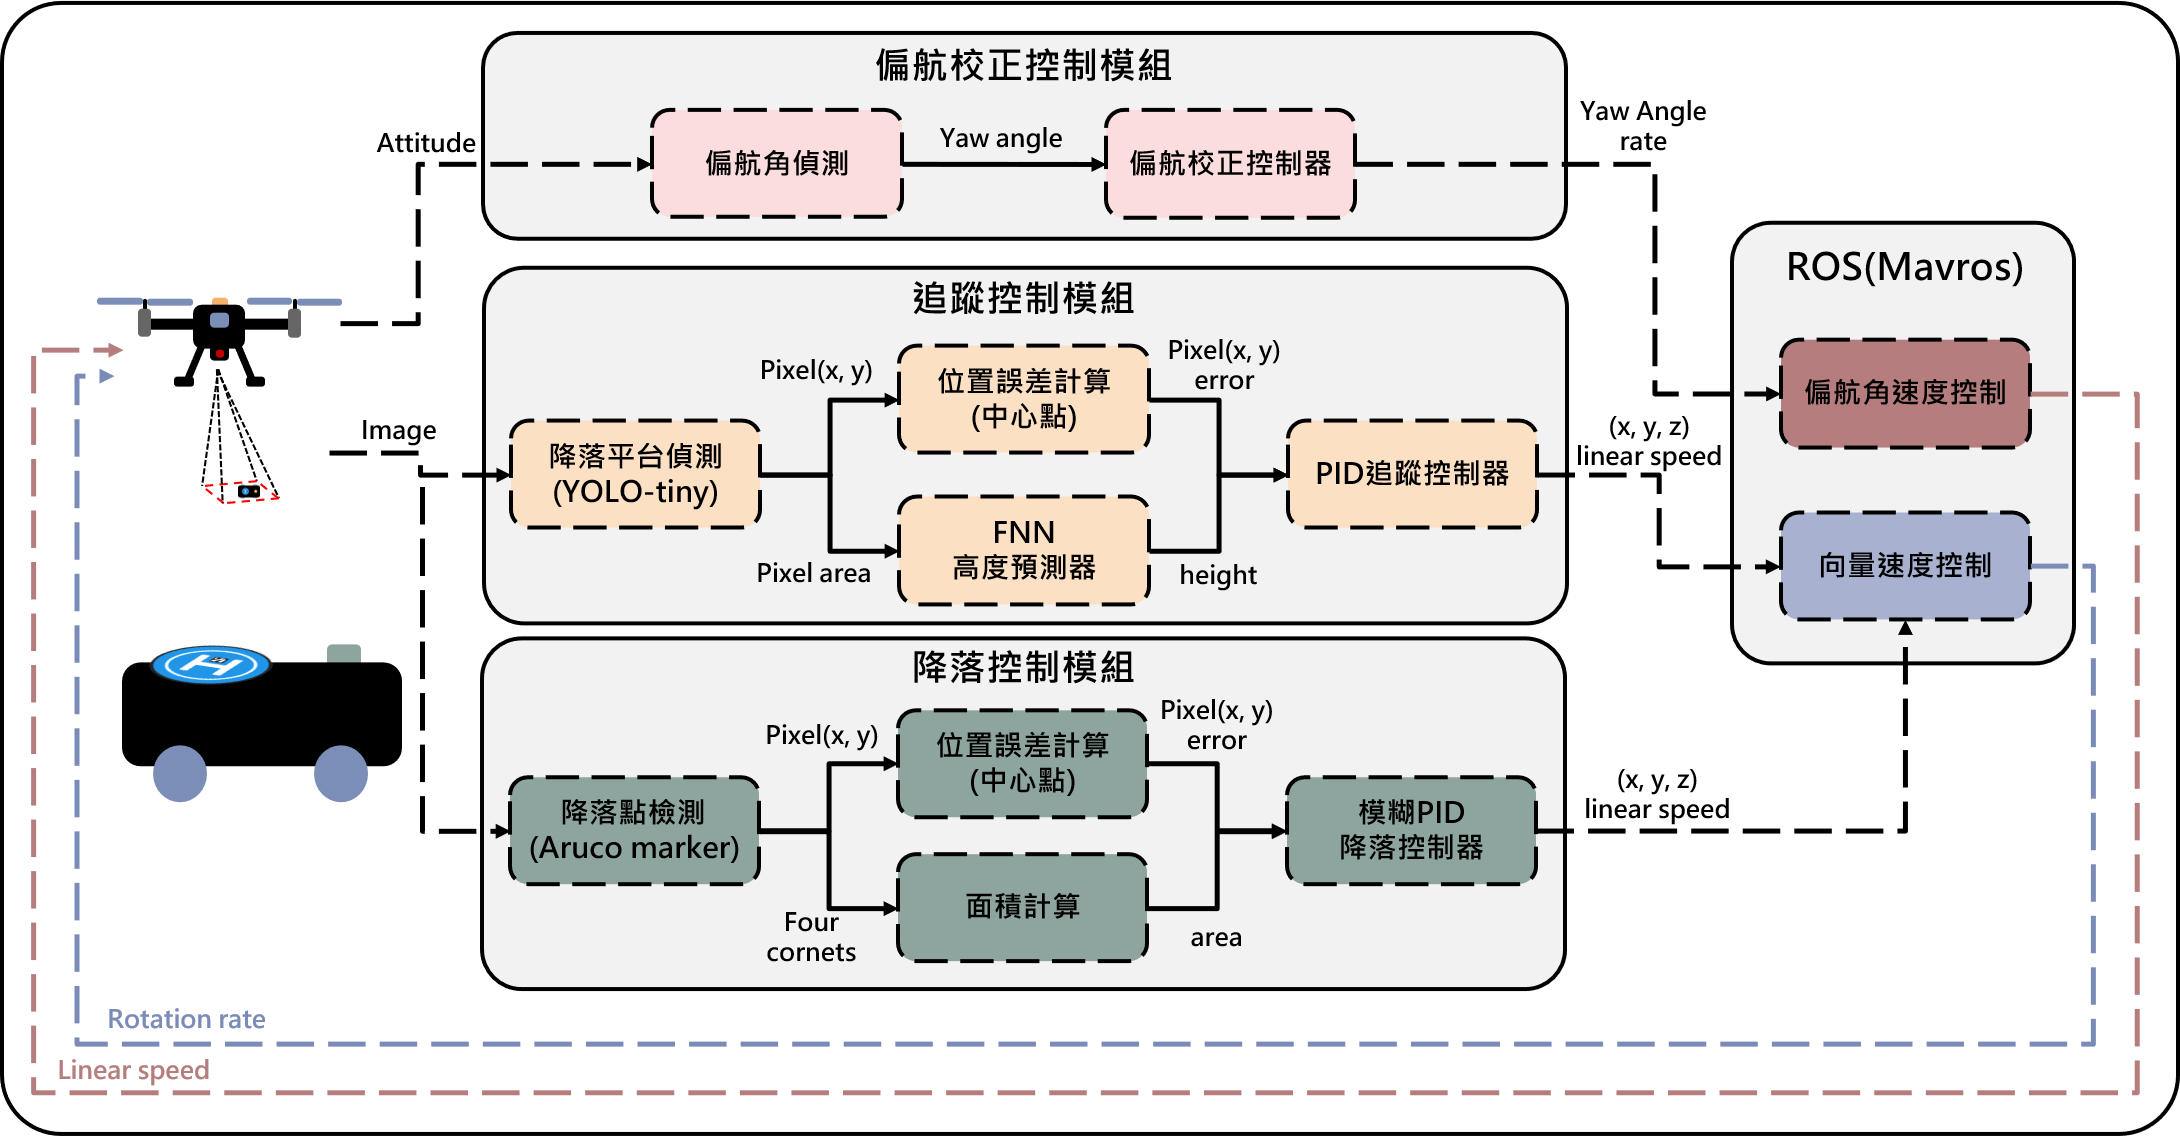 偏航校正控制模組
Attitude
偏航角偵測
Yaw angle
偏航校正控制器
Yaw Angle
rate
追蹤控制模組
Image
降落平台偵測
(YOLO-tiny)
Pixel(x, y)
Pixel area
位置誤差計算
(中心點)
FNN
高度預測器
Pixel(x, y)
error
height
PID追蹤控制器
(x, y, z)
linear speed
降落控制模組
降落點檢測
(Aruco marker)
Pixel(x, y)
Four
cornets
位置誤差計算
(中心點)
面積計算
Pixel(x, y)
error
area
模糊PID
降落控制器
(x, y, z)
linear speed
ROS(Mavros)
偏航角速度控制
向量速度控制
H
Rotation rate
Linear speed